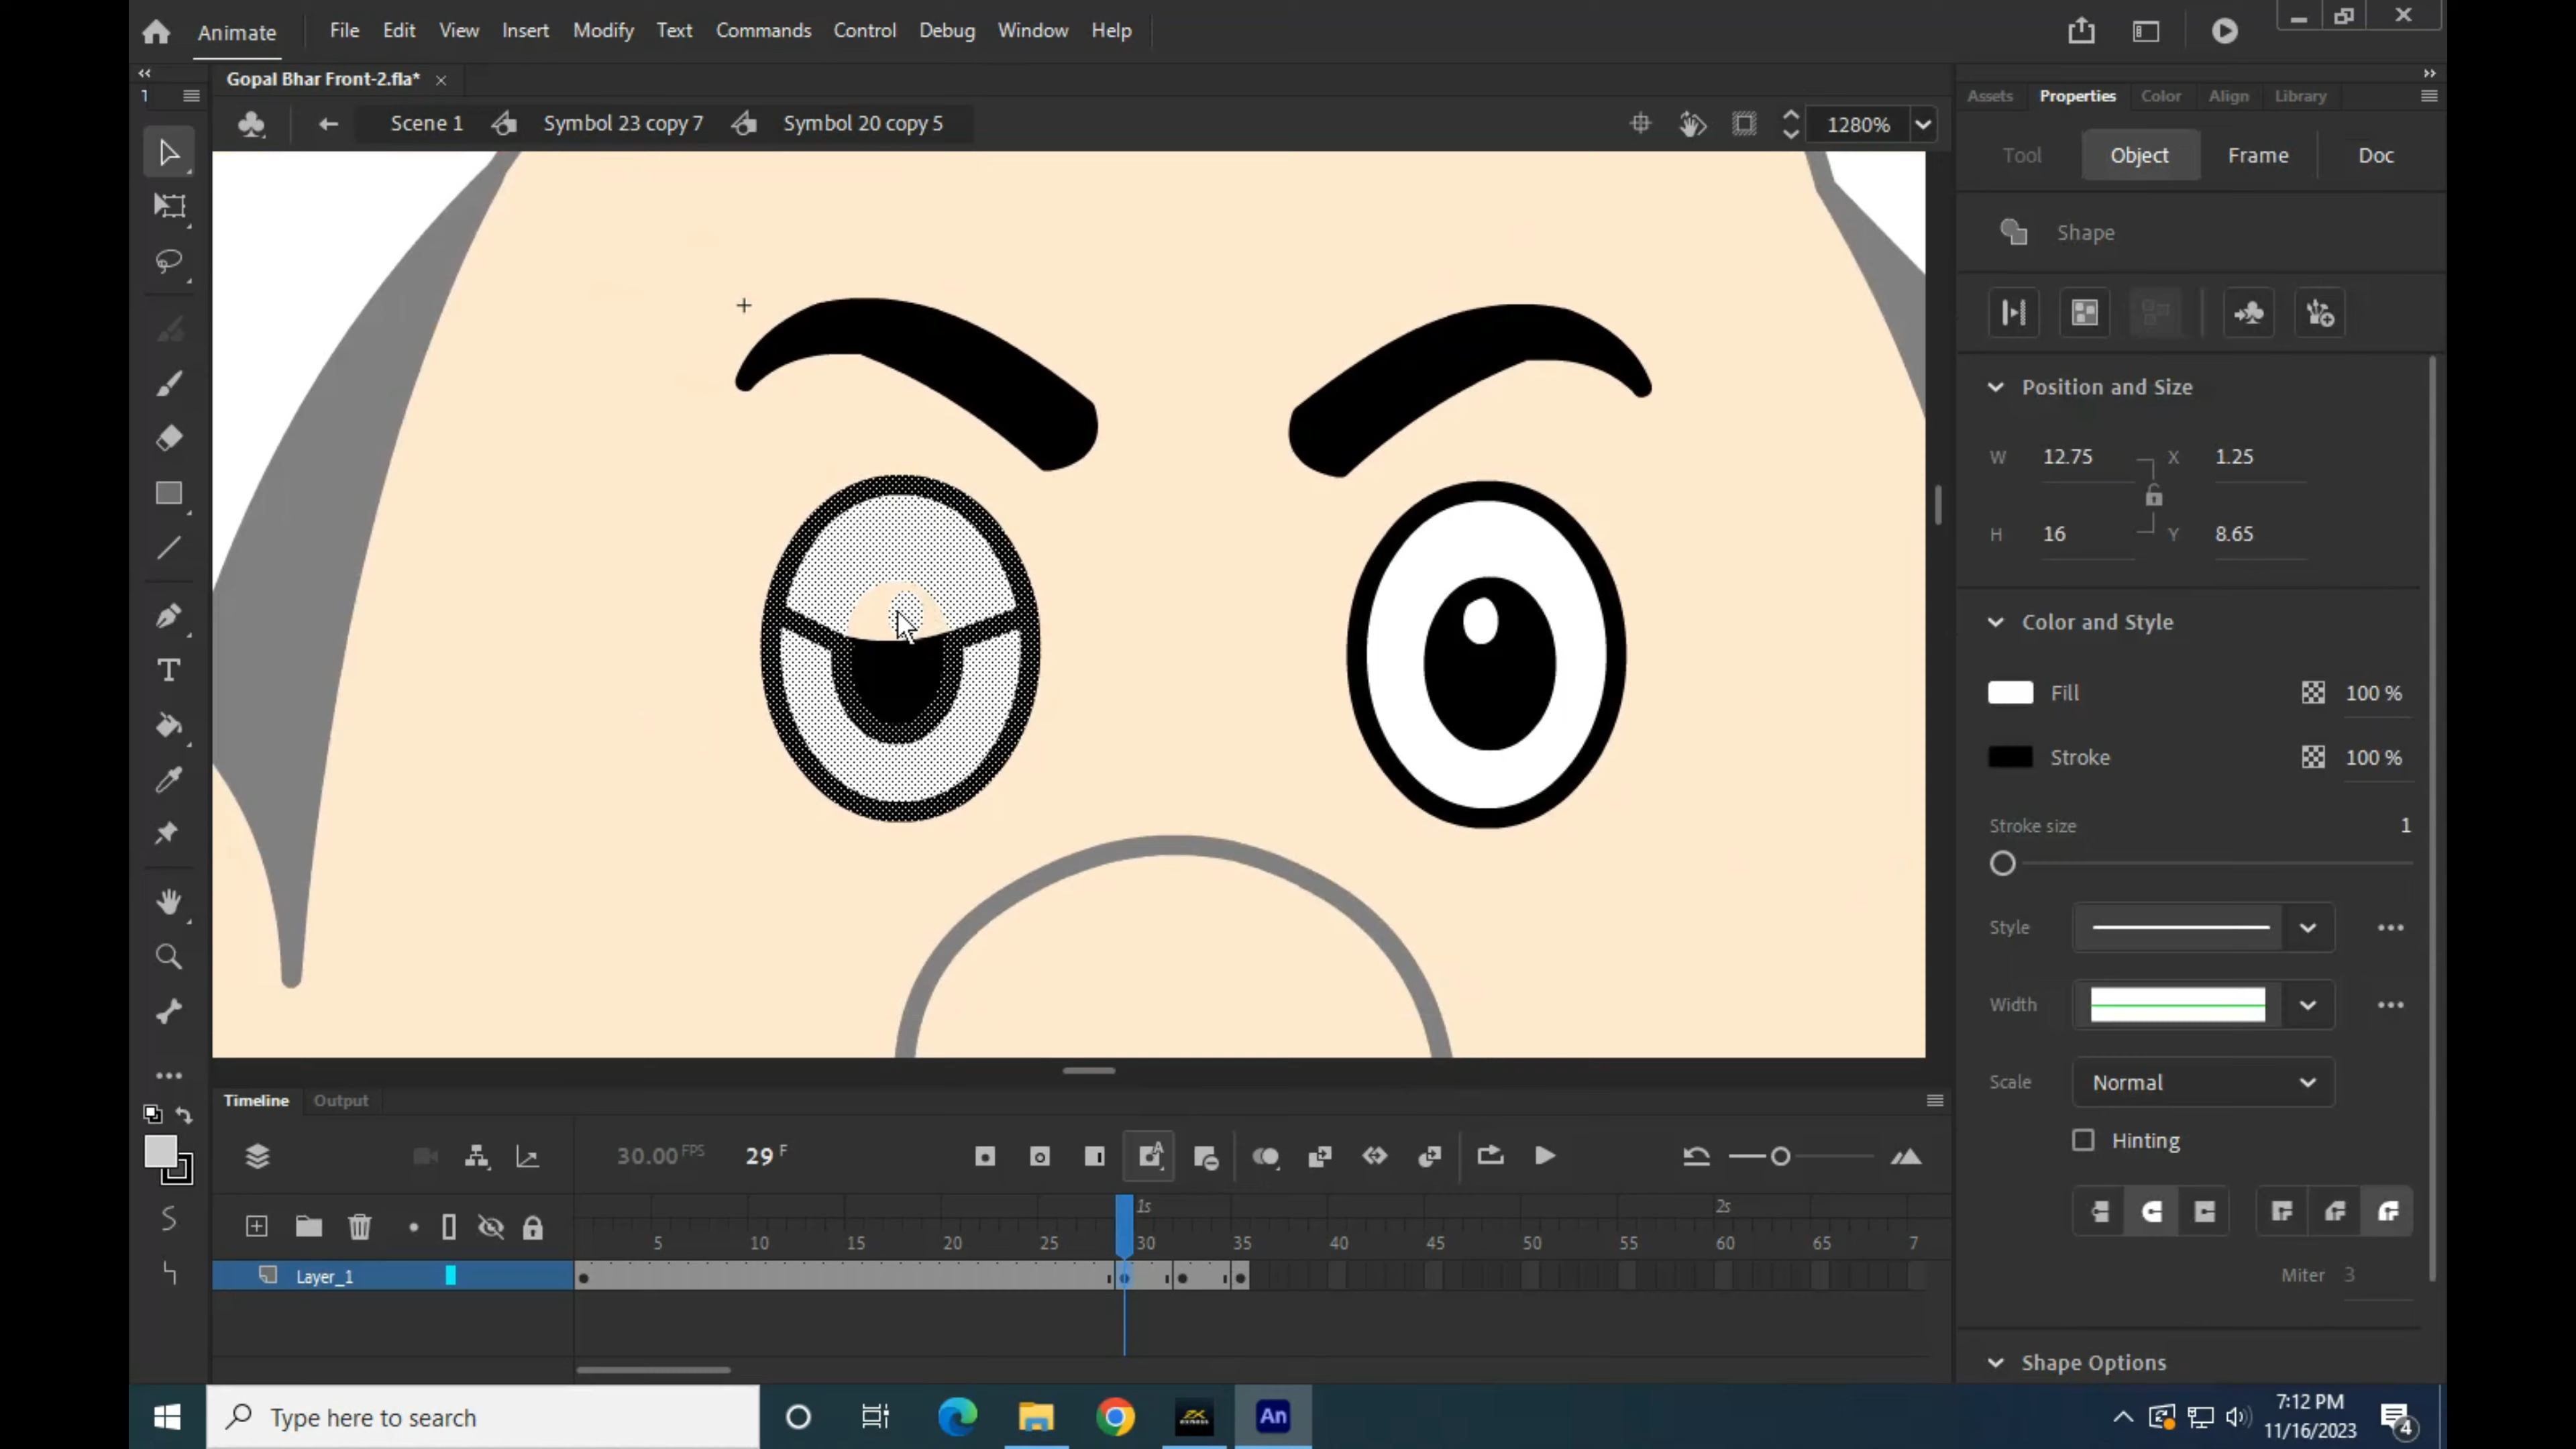 Animate File Edit View Insert Modify Text Commands Control Debug Window Help
Gopal Bhar Front-2.fla* ×
Scene 1 Symbol 23 copy 7 Symbol 20 copy 5 1280%
Assets Properties Color Align Library
Tool Object Frame Doc
Shape
Position and Size
W 12.75 X 1.25
H 16 Y 8.65
Color and Style
Fill 100 %
Stroke 100 %
Stroke size 1
Style
Width
Scale Normal
Hinting
Miter 3
Shape Options
Timeline Output
30.00 FPS 29 F
1s 2s
5 10 15 20 25 30 35 40 45 50 55 60 65 7
Layer_1
Type here to search
An
7:12 PM
11/16/2023
4